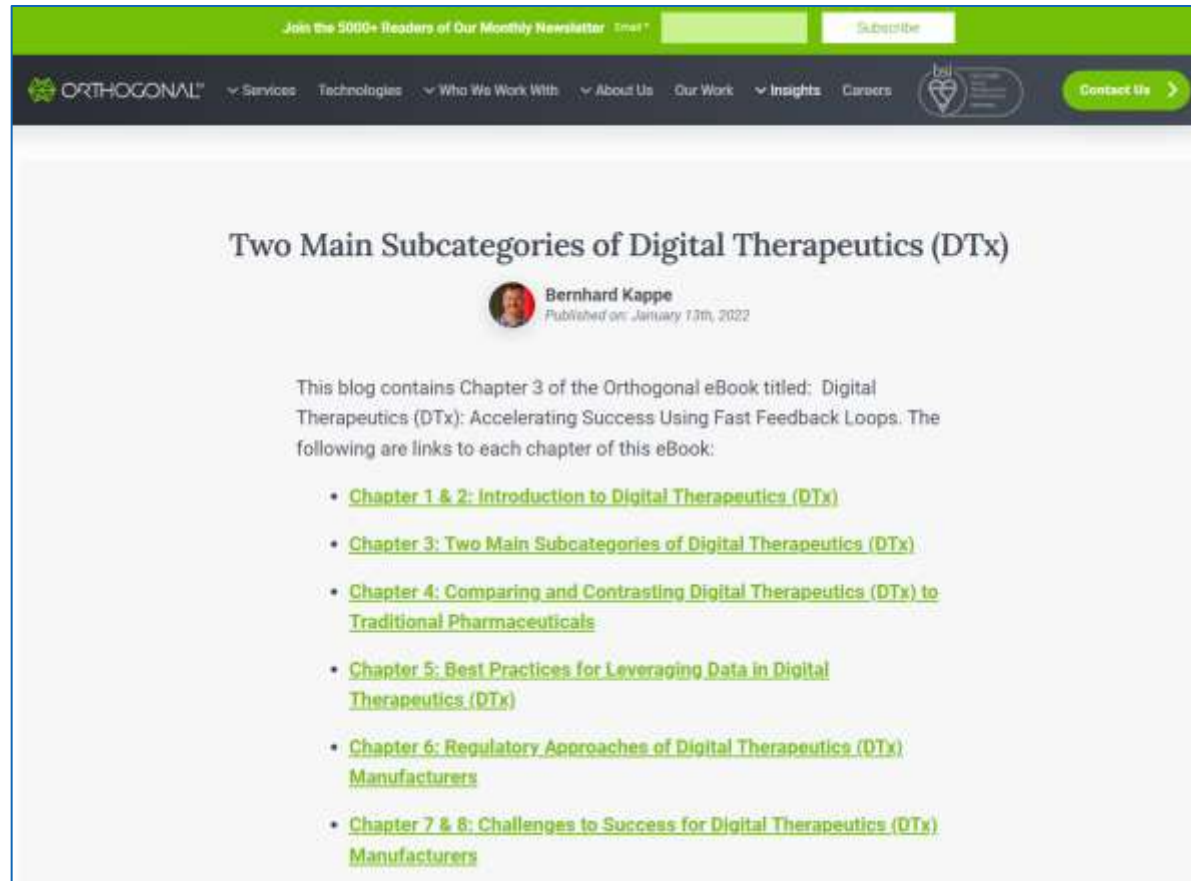 Join the 5000+ Readers of Our Monthly Newsletter Email * Subscribe
ORTHOGONAL Services Technologies Who We Work With About Us Our Work Insights Careers bsi Contact Us
Two Main Subcategories of Digital Therapeutics (DTx)
Bernhard Kappe
Published on: January 13th, 2022
This blog contains Chapter 3 of the Orthogonal eBook titled: Digital
Therapeutics (DTx): Accelerating Success Using Fast Feedback Loops. The
following are links to each chapter of this eBook:
• Chapter 1 & 2: Introduction to Digital Therapeutics (DTx)
• Chapter 3: Two Main Subcategories of Digital Therapeutics (DTx)
• Chapter 4: Comparing and Contrasting Digital Therapeutics (DTx) to
Traditional Pharmaceuticals
• Chapter 5: Best Practices for Leveraging Data in Digital
Therapeutics (DTx)
• Chapter 6: Regulatory Approaches of Digital Therapeutics (DTx)
Manufacturers
• Chapter 7 & 8: Challenges to Success for Digital Therapeutics (DTx)
Manufacturers